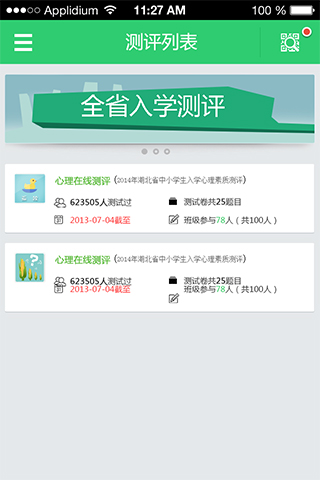 Applidium 11:27 AM 100 %
测评列表
全省入学测评
心理在线测评 (2014年湖北省中小学生入学心理素质测评)
623505人测试过 测试卷共25题目
2013-07-04截至 班级参与78人 ( 共100人 )
心理在线测评 (2014年湖北省中小学生入学心理素质测评)
623505人测试过 测试卷共25题目
2013-07-04截至 班级参与78人 ( 共100人 )